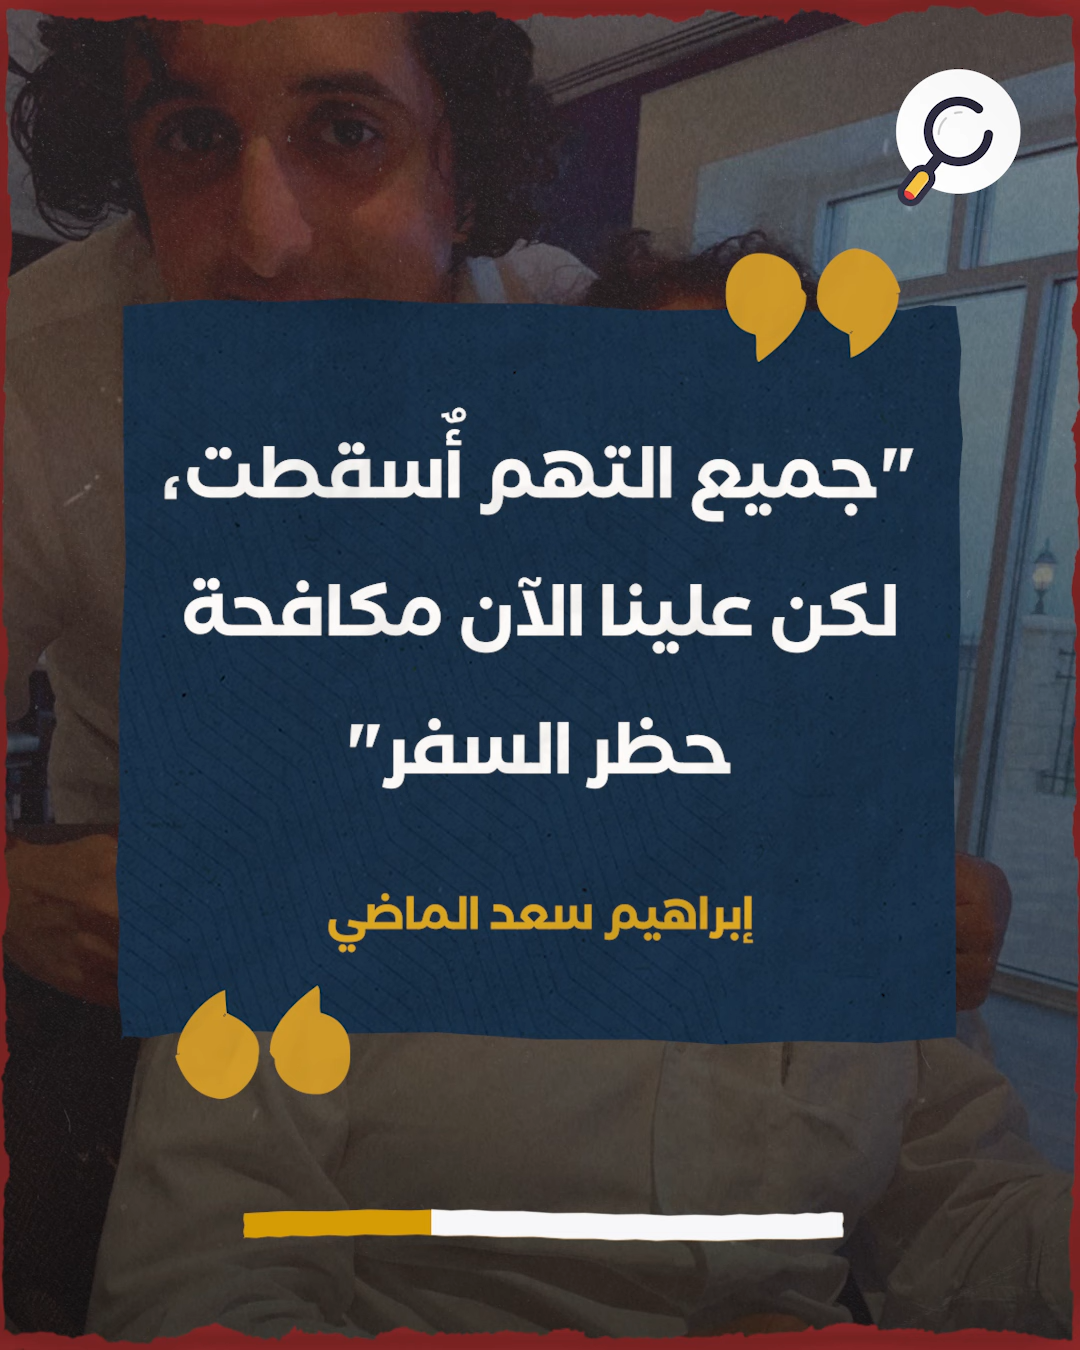 "جميع التهم أُسقطت،
لكن علينا الآن مكافحة
حظر السفر"
إبراهيم سعد الماضي